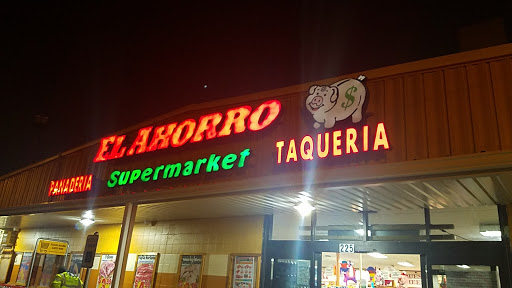 EL AHORRO
$
PANADERIA
Supermarket
TAQUERIA
225